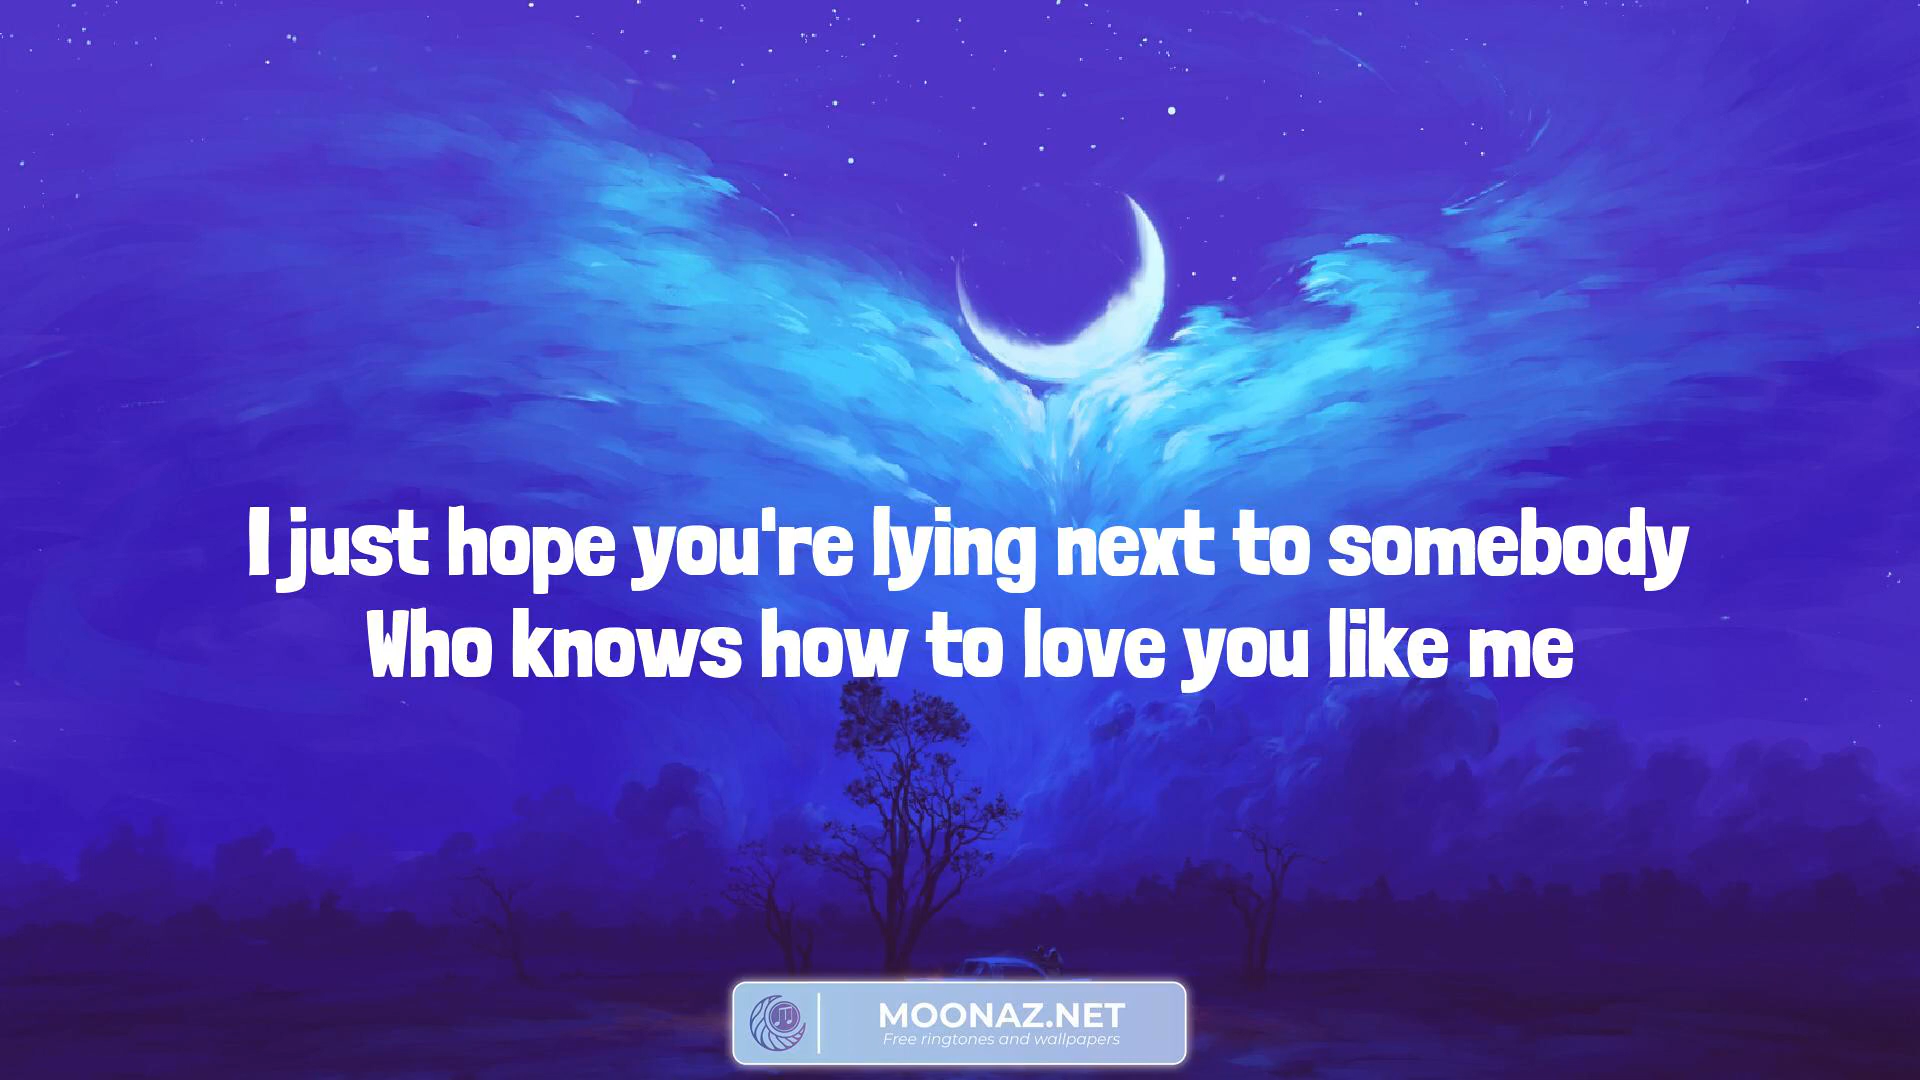 I just hope you're lying next to somebody
Who knows how to love you like me
MOONAZ.NET
Free ringtones and wallpapers